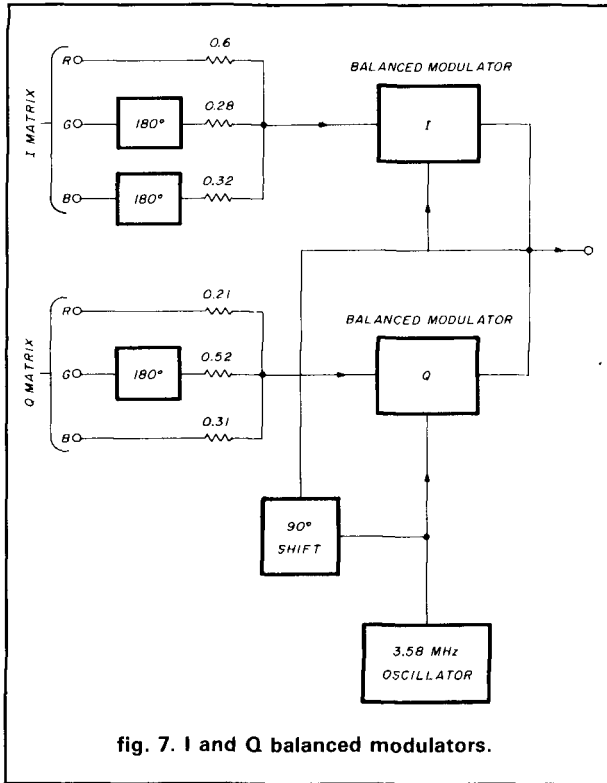 I MATRIX
R
0.6
G
180°
0.28
B
180°
0.32
BALANCED MODULATOR
I
Q MATRIX
R
0.21
G
180°
0.52
B
0.31
BALANCED MODULATOR
Q
90°
SHIFT
3.58 MHz
OSCILLATOR
fig. 7. I and Q balanced modulators.